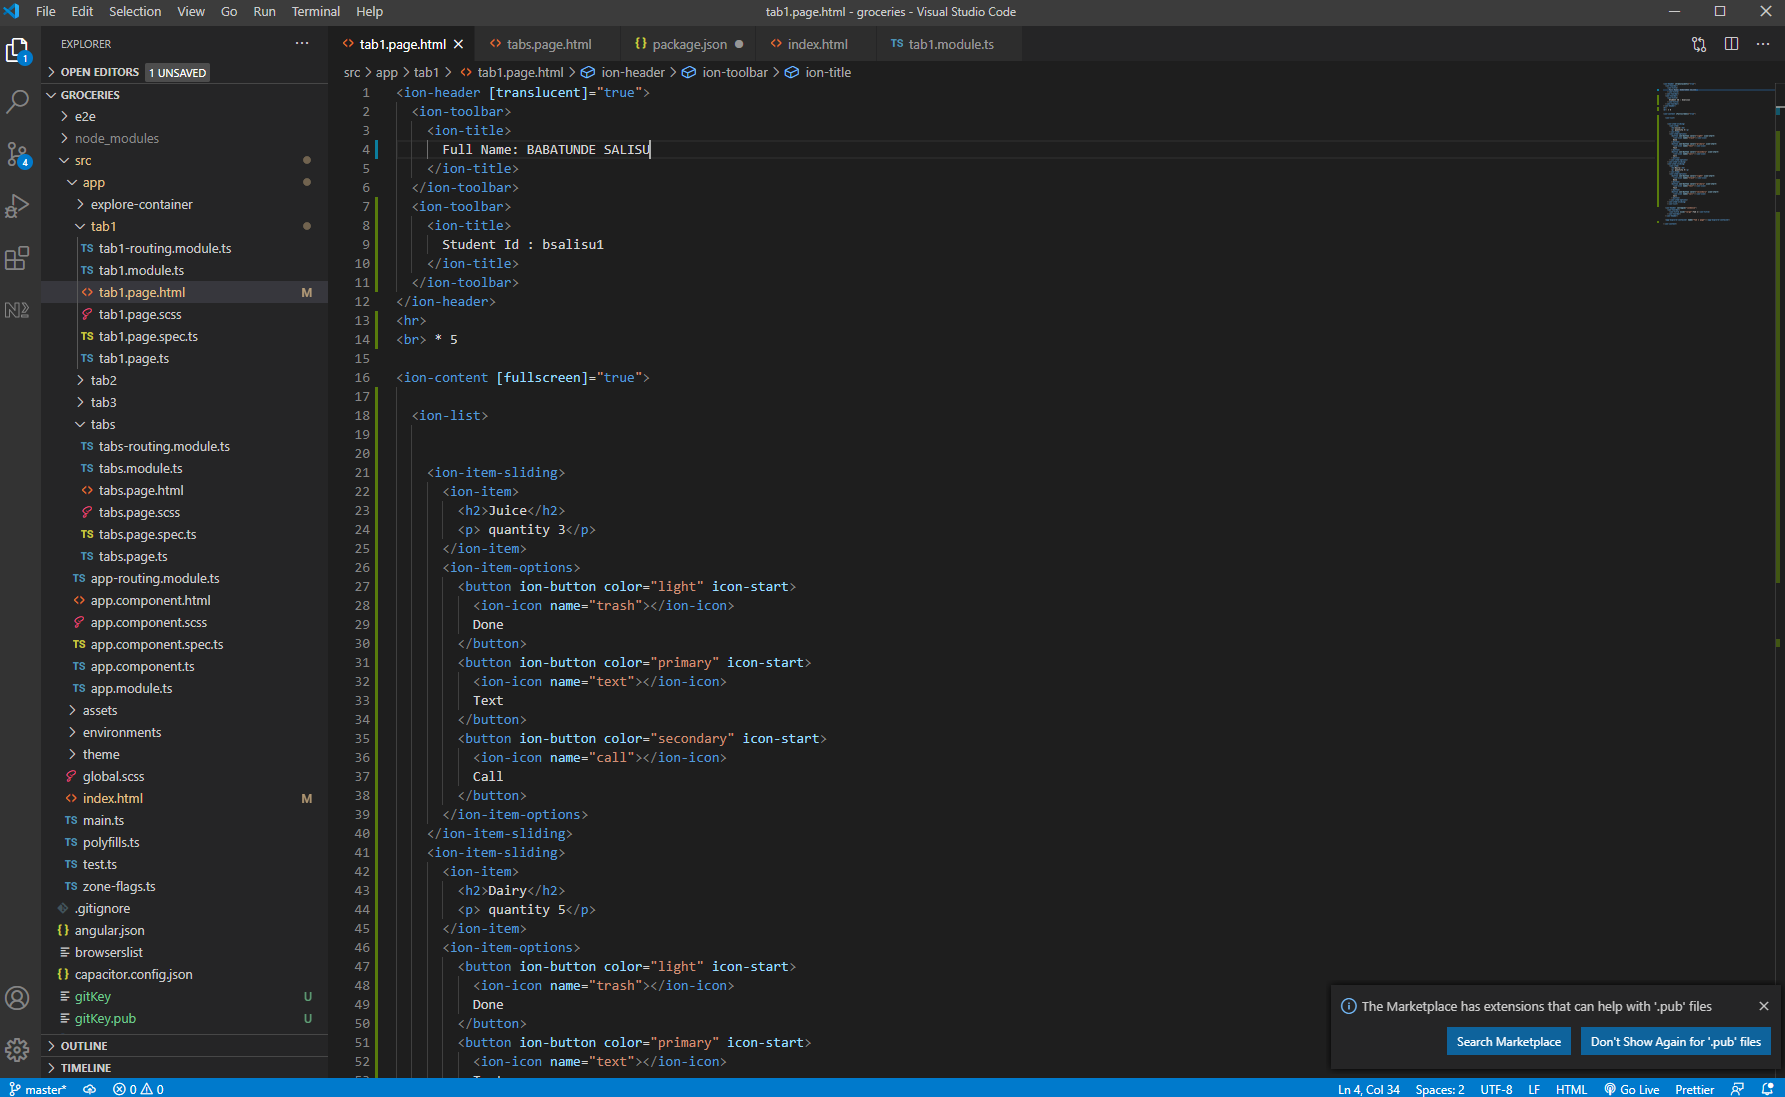 File Edit Selection View Go Run Terminal Help
tab1.page.html - groceries - Visual Studio Code
EXPLORER
OPEN EDITORS 1 UNSAVED
GROCERIES
e2e
node_modules
src
app
explore-container
tab1
TS tab1-routing.module.ts
TS tab1.module.ts
<> tab1.page.html M
tab1.page.scss
TS tab1.page.spec.ts
TS tab1.page.ts
tab2
tab3
tabs
TS tabs-routing.module.ts
TS tabs.module.ts
<> tabs.page.html
tabs.page.scss
TS tabs.page.spec.ts
TS tabs.page.ts
TS app-routing.module.ts
<> app.component.html
app.component.scss
TS app.component.spec.ts
TS app.component.ts
TS app.module.ts
assets
environments
theme
global.scss
<> index.html M
TS main.ts
TS polyfills.ts
TS test.ts
TS zone-flags.ts
.gitignore
{} angular.json
browserslist
{} capacitor.config.json
gitKey U
gitKey.pub U
OUTLINE
TIMELINE
1
4
<> tab1.page.html <> tabs.page.html {} package.json <> index.html TS tab1.module.ts
src > app > tab1 > <> tab1.page.html > ion-header > ion-toolbar > ion-title
1 <ion-header [translucent]="true">
2 <ion-toolbar>
3 <ion-title>
4 Full Name: BABATUNDE SALISU
5 </ion-title>
6 </ion-toolbar>
7 <ion-toolbar>
8 <ion-title>
9 Student Id : bsalisu1
10 </ion-title>
11 </ion-toolbar>
12 </ion-header>
13 <hr>
14 <br> * 5
15
16 <ion-content [fullscreen]="true">
17
18 <ion-list>
19
20
21 <ion-item-sliding>
22 <ion-item>
23 <h2>Juice</h2>
24 <p> quantity 3</p>
25 </ion-item>
26 <ion-item-options>
27 <button ion-button color="light" icon-start>
28 <ion-icon name="trash"></ion-icon>
29 Done
30 </button>
31 <button ion-button color="primary" icon-start>
32 <ion-icon name="text"></ion-icon>
33 Text
34 </button>
35 <button ion-button color="secondary" icon-start>
36 <ion-icon name="call"></ion-icon>
37 Call
38 </button>
39 </ion-item-options>
40 </ion-item-sliding>
41 <ion-item-sliding>
42 <ion-item>
43 <h2>Dairy</h2>
44 <p> quantity 5</p>
45 </ion-item>
46 <ion-item-options>
47 <button ion-button color="light" icon-start>
48 <ion-icon name="trash"></ion-icon>
49 Done
50 </button>
51 <button ion-button color="primary" icon-start>
52 <ion-icon name="text"></ion-icon>
The Marketplace has extensions that can help with '.pub' files
Search Marketplace Don't Show Again for '.pub' files
master* 0 0 Ln 4, Col 34 Spaces: 2 UTF-8 LF HTML Go Live Prettier